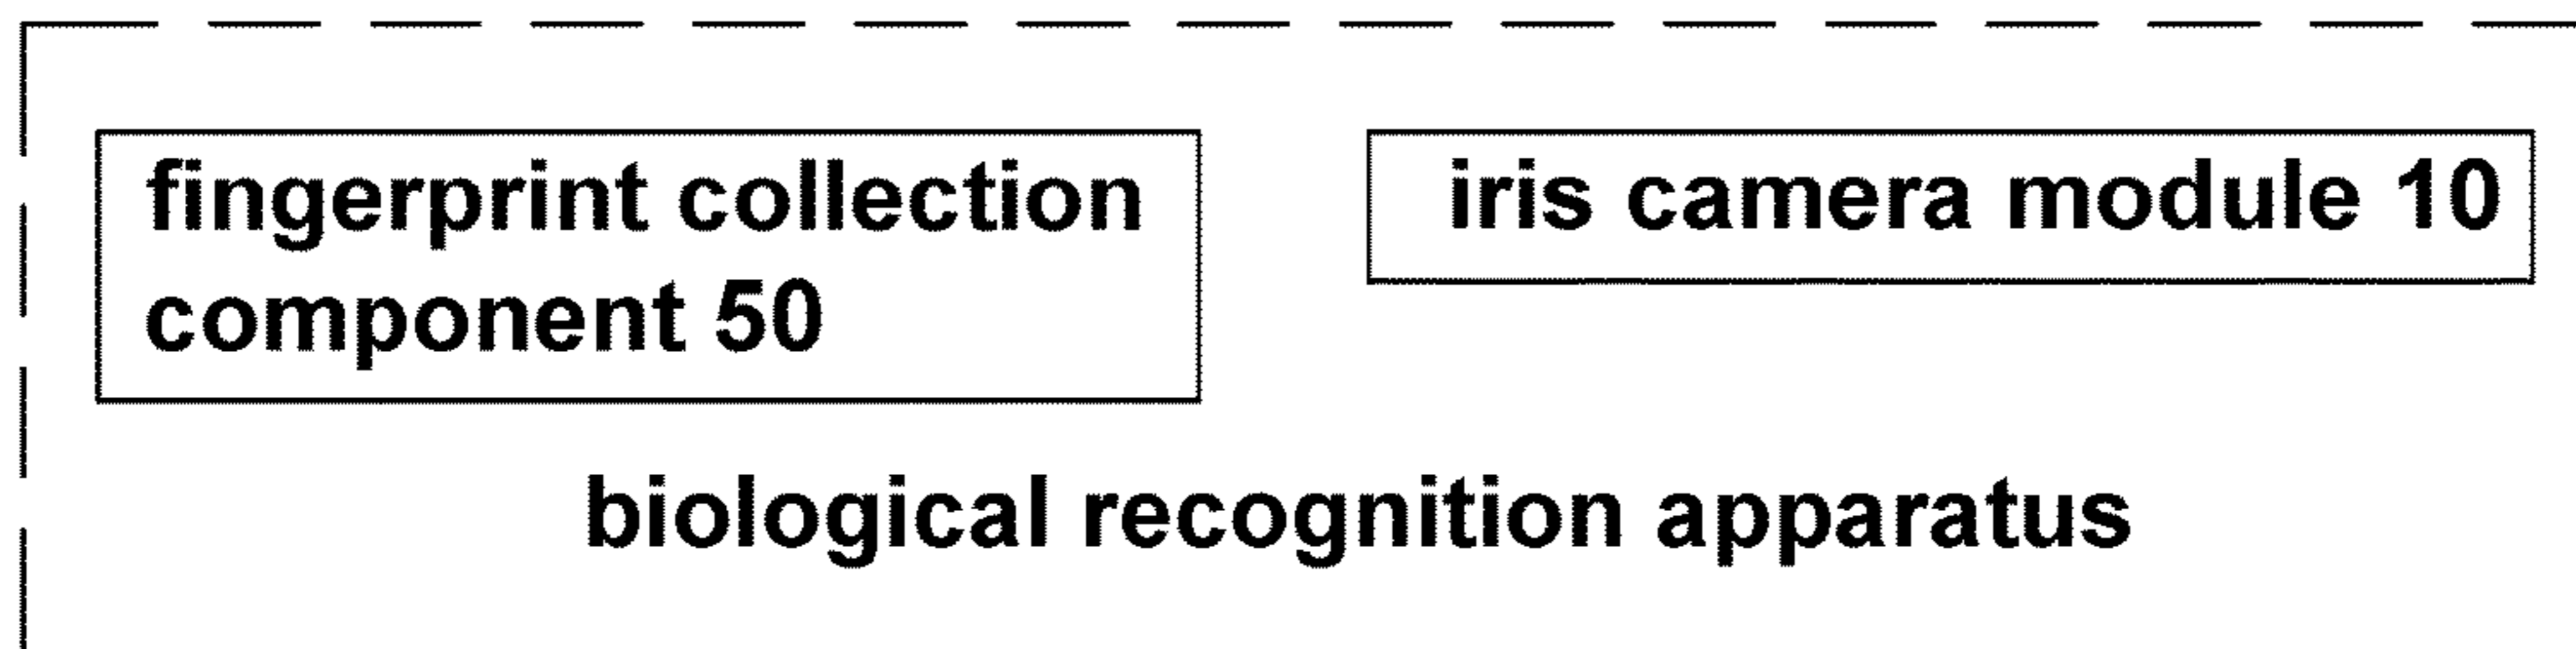 fingerprint collection
component 50
iris camera module 10
biological recognition apparatus